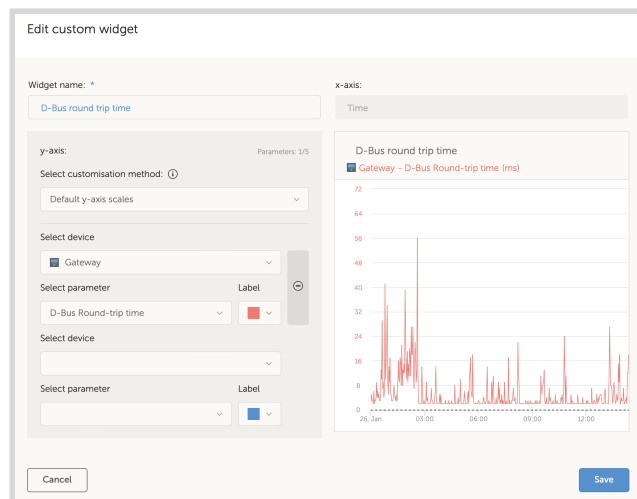 Edit custom widget
Widget name: *
D-Bus round trip time
x-axis:
Time
y-axis:
Parameters: 1/5
Select customisation method:
Default y-axis scales
Select device
Gateway
Select parameter
Label
D-Bus Round-trip time
Select device
Select parameter
Label
D-Bus round trip time
Gateway - D-Bus Round-trip time (ms)
72
64
56
48
40
32
24
16
8
0
26. Jan
03:00
06:00
09:00
12:00
Cancel
Save